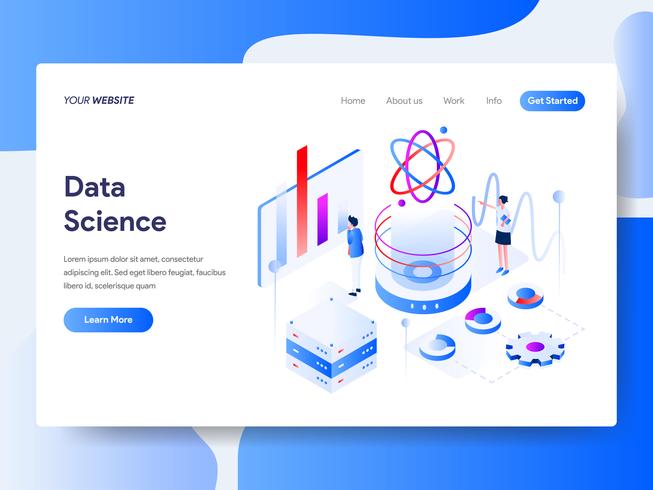 YOUR WEBSITE
Home About us Work Info Get Started
Data
Science
Lorem ipsum dolor sit amet, consectetur
adipiscing elit. Sed eget libero feugiat, faucibus
libero id, scelerisque quam
Learn More